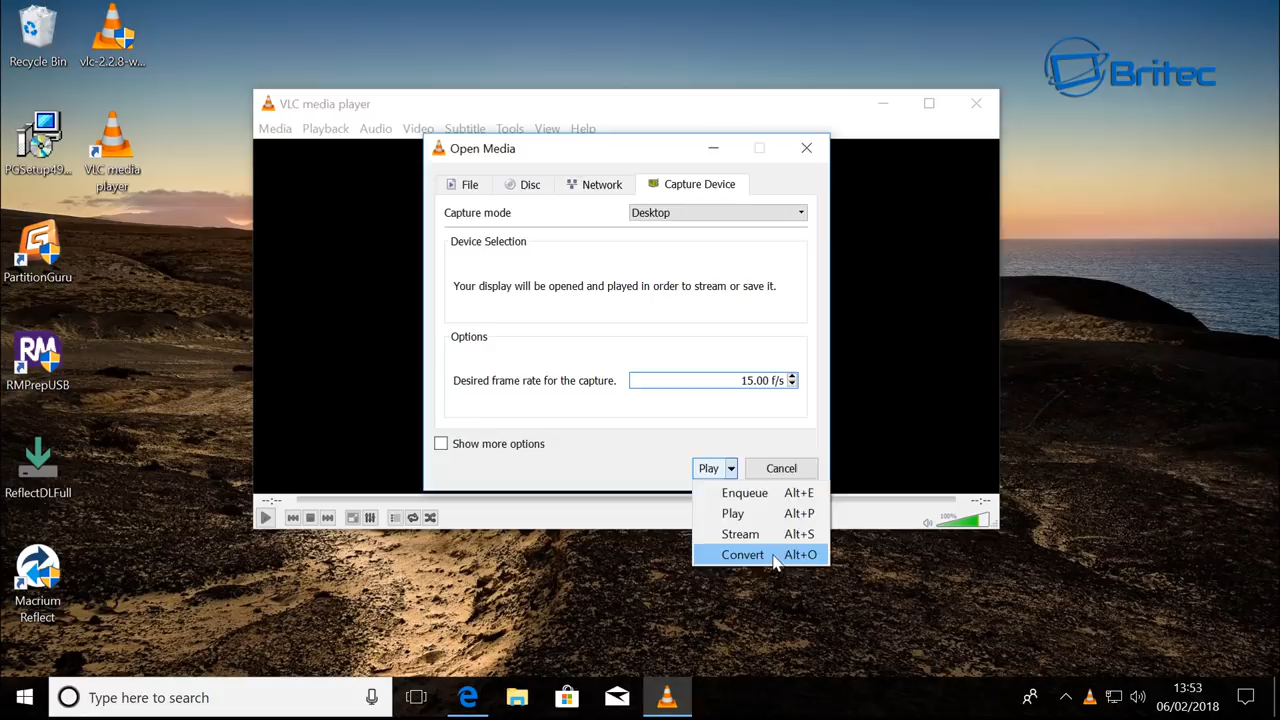 Recycle Bin
vlc-2.2.8-w...
PGSetup49...
VLC media
player
PartitionGuru
RM
RMPrepUSB
ReflectDLFull
Macrium
Reflect
Britec
VLC media player
Media Playback Audio Video Subtitle Tools View Help
Open Media
File Disc Network Capture Device
Capture mode Desktop
Device Selection
Your display will be opened and played in order to stream or save it.
Options
Desired frame rate for the capture. 15.00 f/s
Show more options
Play Cancel
Enqueue Alt+E
Play Alt+P
Stream Alt+S
Convert Alt+O
--:-- --:--
100%
Type here to search
13:53
06/02/2018